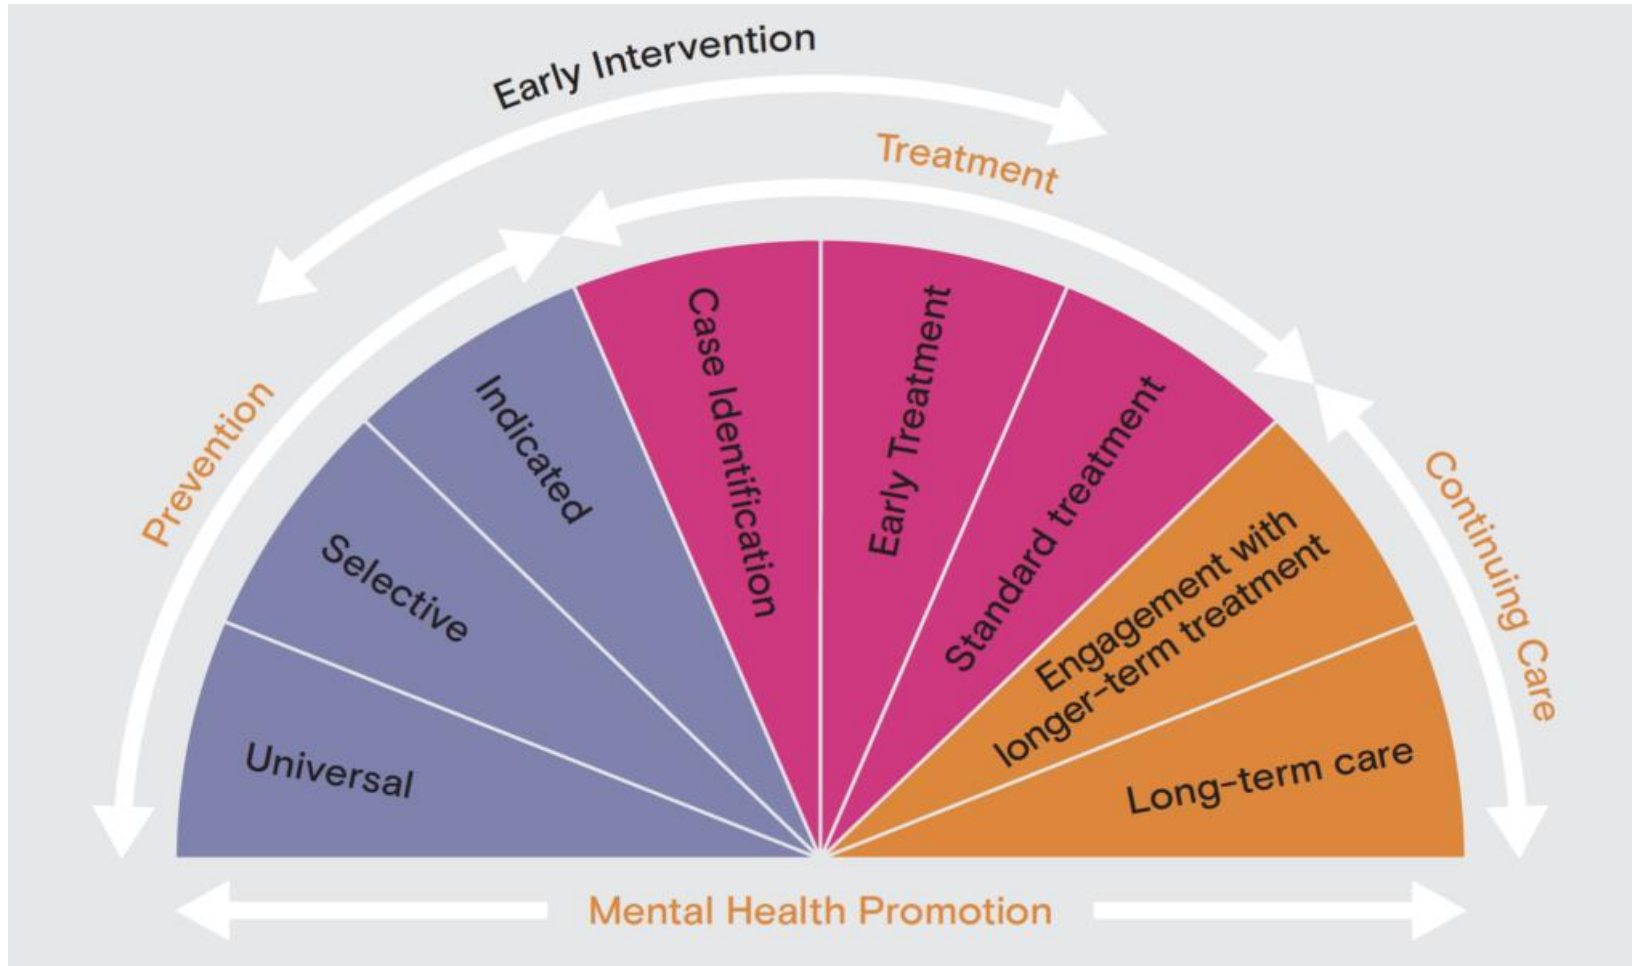 Early Intervention
Treatment
Prevention
Continuing Care
Universal
Selective
Indicated
Case Identification
Early Treatment
Standard treatment
Engagement with
longer-term treatment
Long-term care
Mental Health Promotion